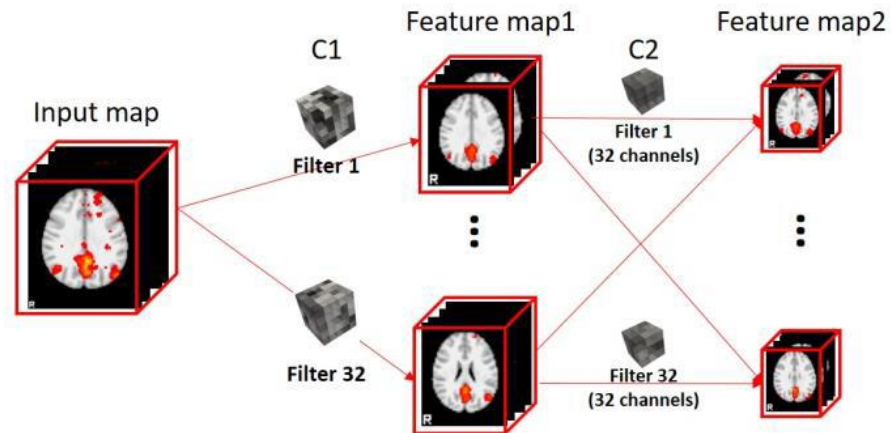 Feature map1
C1
C2
Feature map2
Input map
Filter 1
Filter 1
(32 channels)
R
R
R
Filter 32
Filter 32
(32 channels)
R